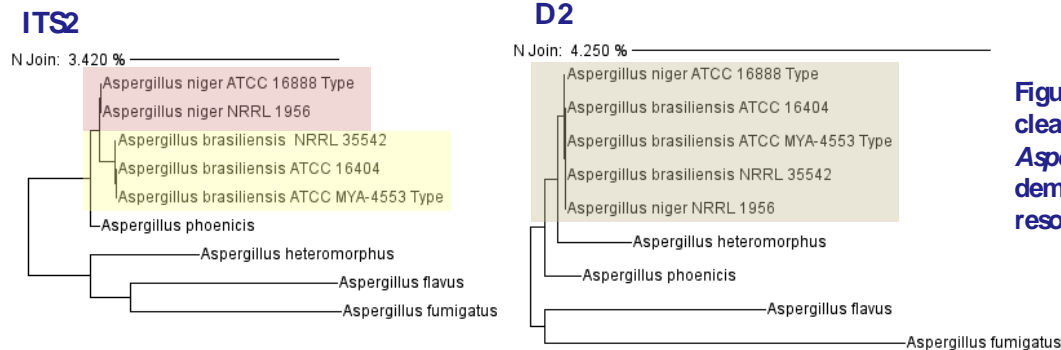 ITS2
N Join: 3.420 %
Aspergillus niger ATCC 16888 Type
Aspergillus niger NRRL 1956
Aspergillus brasiliensis NRRL 35542
Aspergillus brasiliensis ATCC 16404
Aspergillus brasiliensis ATCC MYA-4553 Type
Aspergillus phoenicis
Aspergillus heteromorphus
Aspergillus flavus
Aspergillus fumigatus
D2
N Join: 4.250 %
Aspergillus niger ATCC 16888 Type
Aspergillus brasiliensis ATCC 16404
Aspergillus brasiliensis ATCC MYA-4553 Type
Aspergillus brasiliensis NRRL 35542
Aspergillus niger NRRL 1956
Aspergillus heteromorphus
Aspergillus phoenicis
Aspergillus flavus
Aspergillus fumigatus
Figu
clea
Aspe
dem
reso